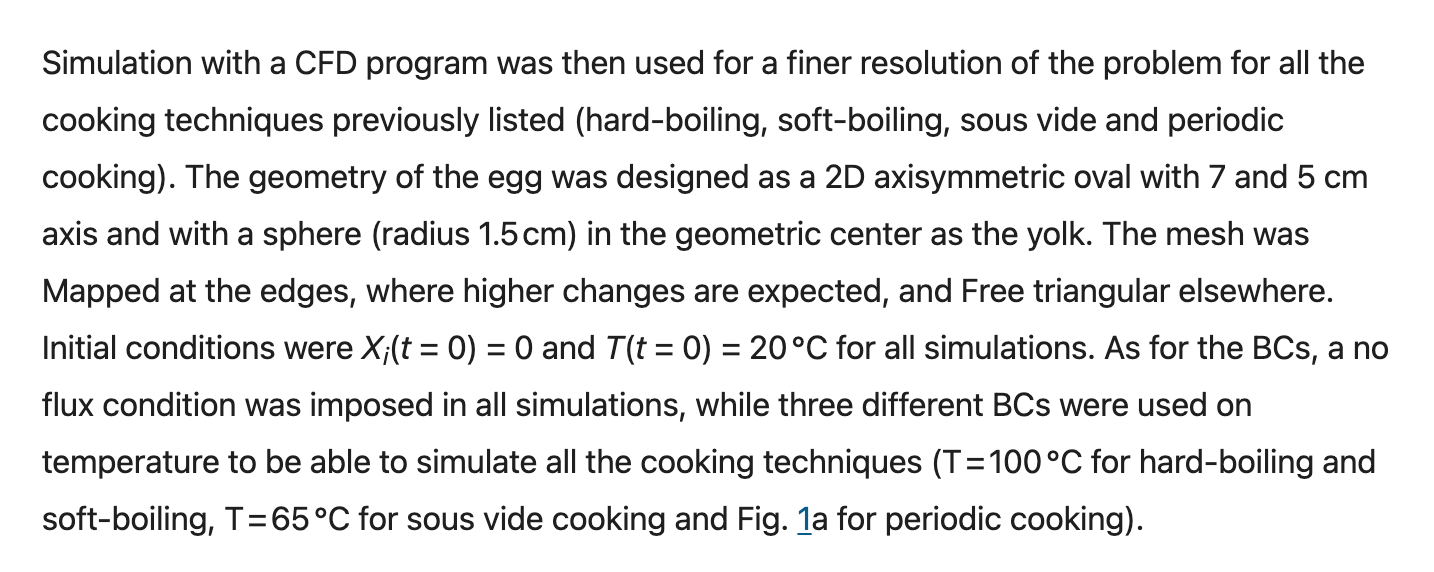 Simulation with a CFD program was then used for a finer resolution of the problem for all the
cooking techniques previously listed (hard-boiling, soft-boiling, sous vide and periodic
cooking). The geometry of the egg was designed as a 2D axisymmetric oval with 7 and 5 cm
axis and with a sphere (radius 1.5 cm) in the geometric center as the yolk. The mesh was
Mapped at the edges, where higher changes are expected, and Free triangular elsewhere.
Initial conditions were Xi(t = 0) = 0 and T(t = 0) = 20 °C for all simulations. As for the BCs, a no
flux condition was imposed in all simulations, while three different BCs were used on
temperature to be able to simulate all the cooking techniques (T = 100 °C for hard-boiling and
soft-boiling, T = 65 °C for sous vide cooking and Fig. 1a for periodic cooking).